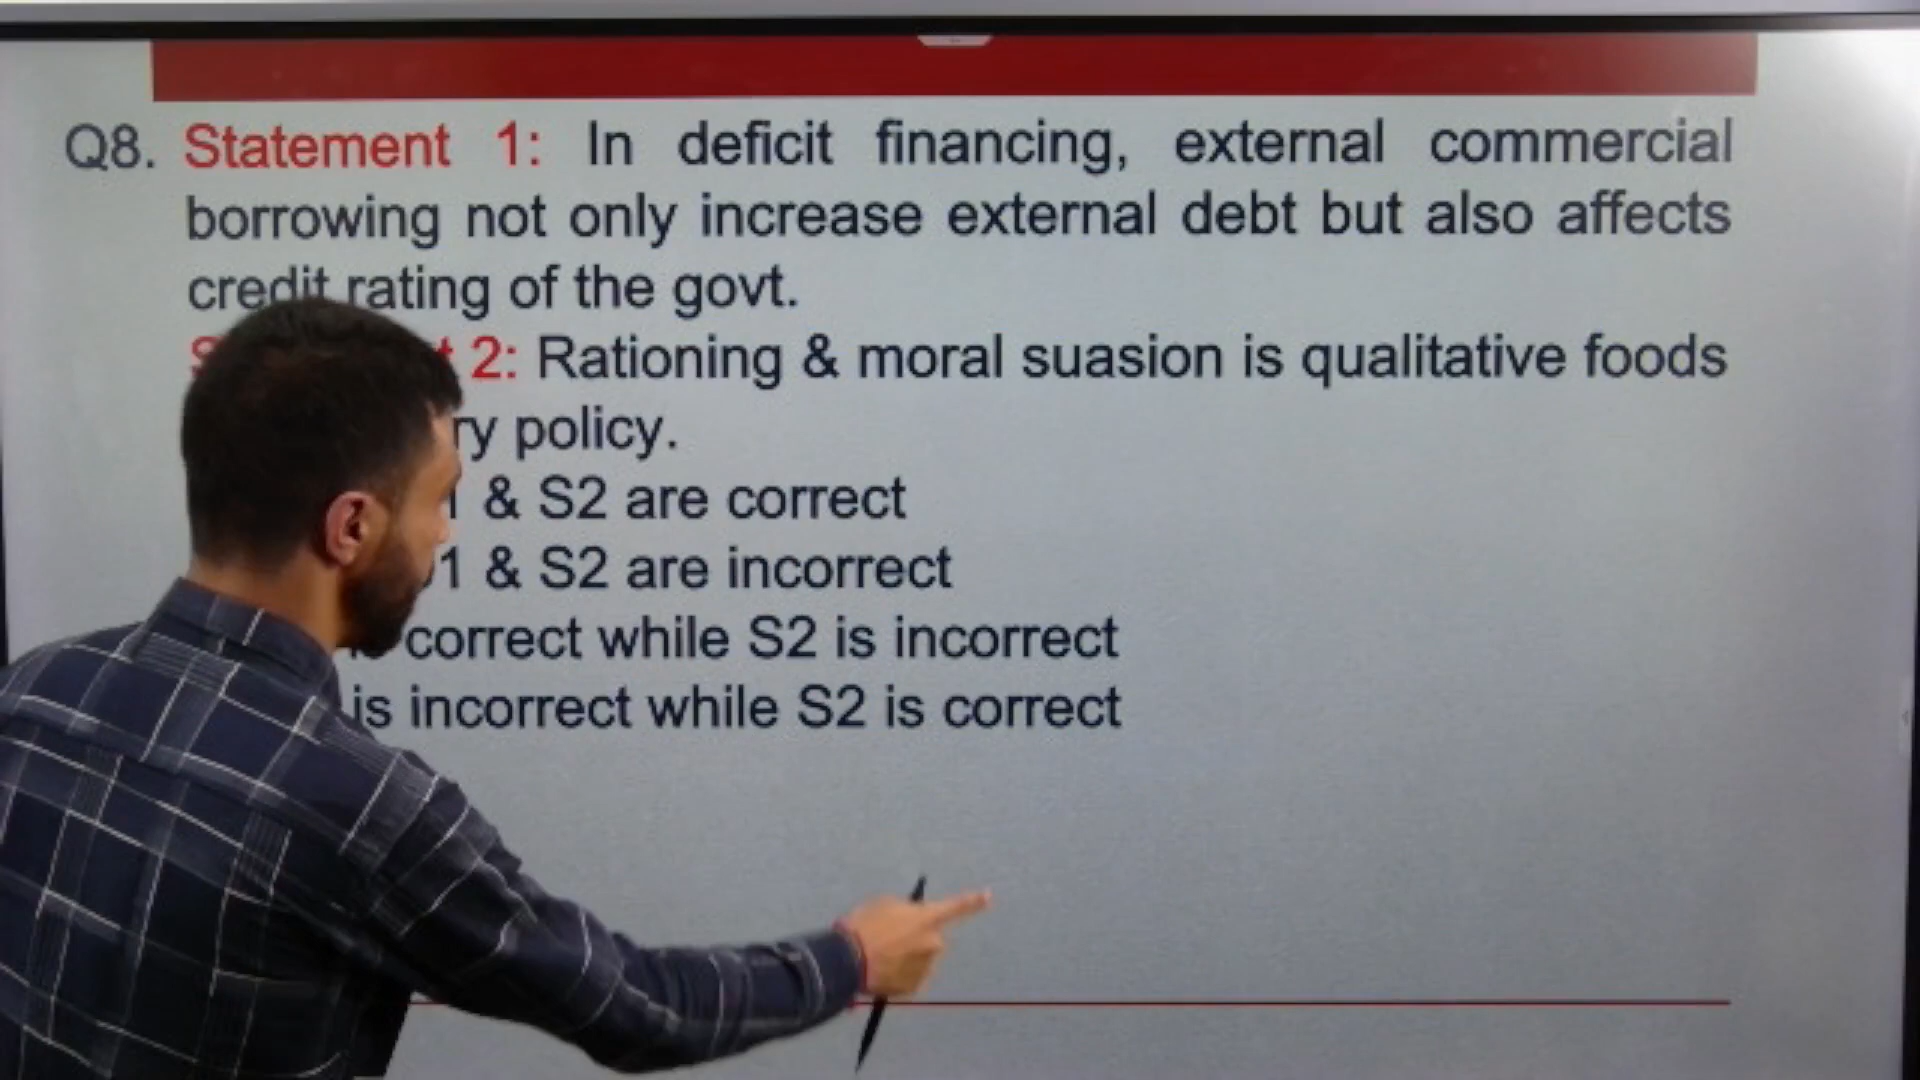 Q8. Statement 1: In deficit financing, external commercial
borrowing not only increase external debt but also affects
credit rating of the govt.
2: Rationing & moral suasion is qualitative foods
policy.
& S2 are correct
& S2 are incorrect
correct while S2 is incorrect
is incorrect while S2 is correct